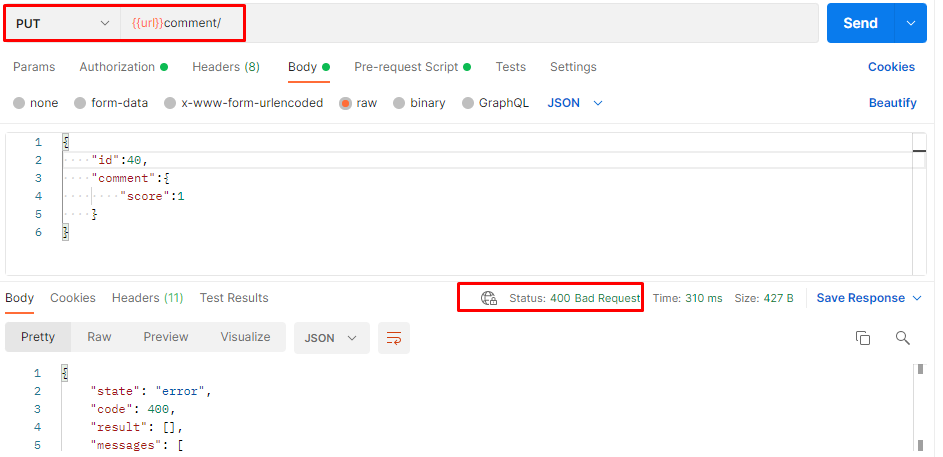 PUT {{url}}comment/ Send
Params Authorization Headers (8) Body Pre-request Script Tests Settings Cookies
none form-data x-www-form-urlencoded raw binary GraphQL JSON Beautify
1 {
2 "id":40,
3 "comment":{
4 "score":1
5 }
6 }
Body Cookies Headers (11) Test Results Status: 400 Bad Request Time: 310 ms Size: 427 B Save Response
Pretty Raw Preview Visualize JSON
1 {
2 "state": "error",
3 "code": 400,
4 "result": [],
5 "messages": [